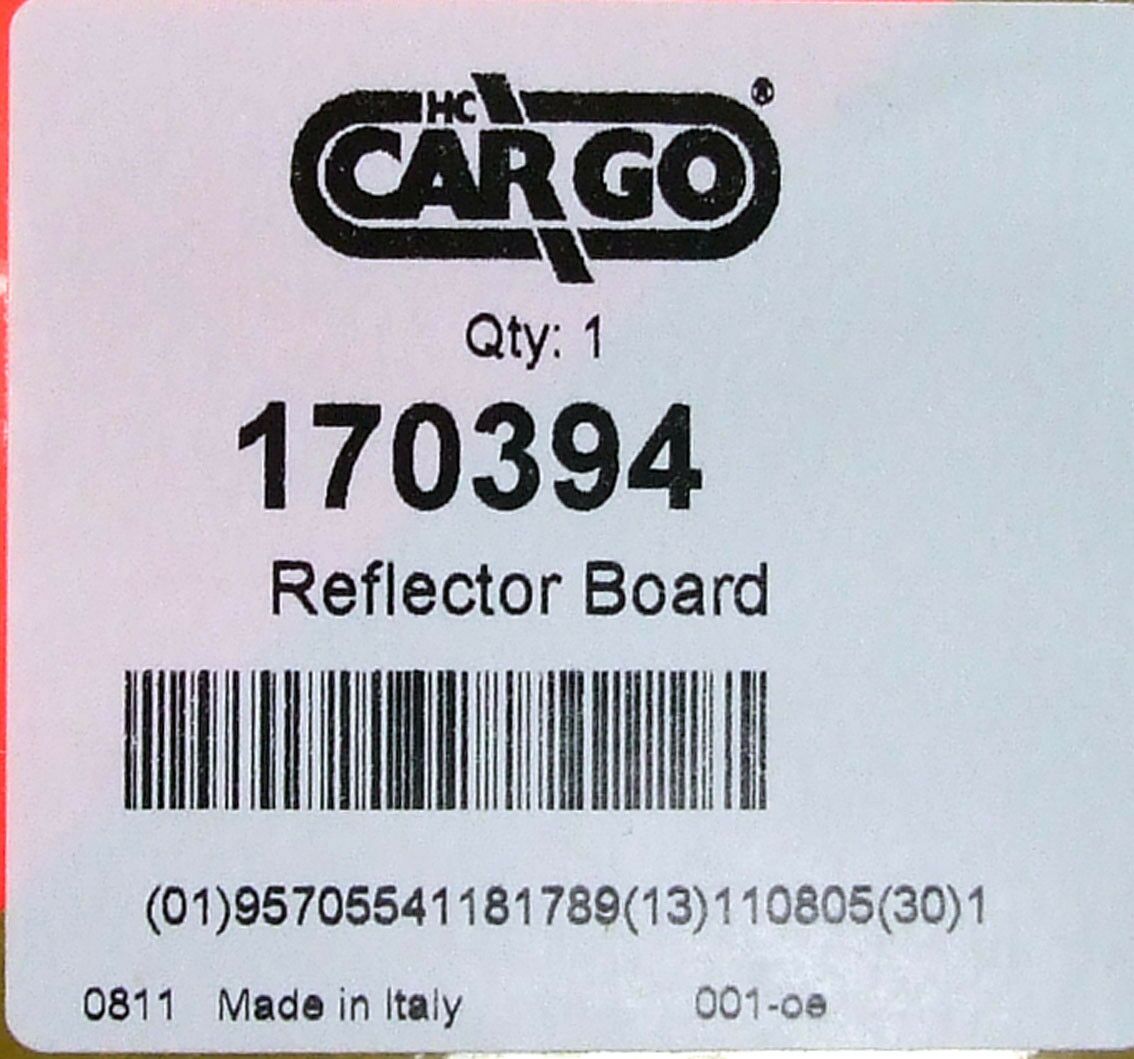 HC
CARGO ®
Qty: 1
170394
Reflector Board
(01)95705541181789(13)110805(30)1
0811 Made in Italy 001-oe